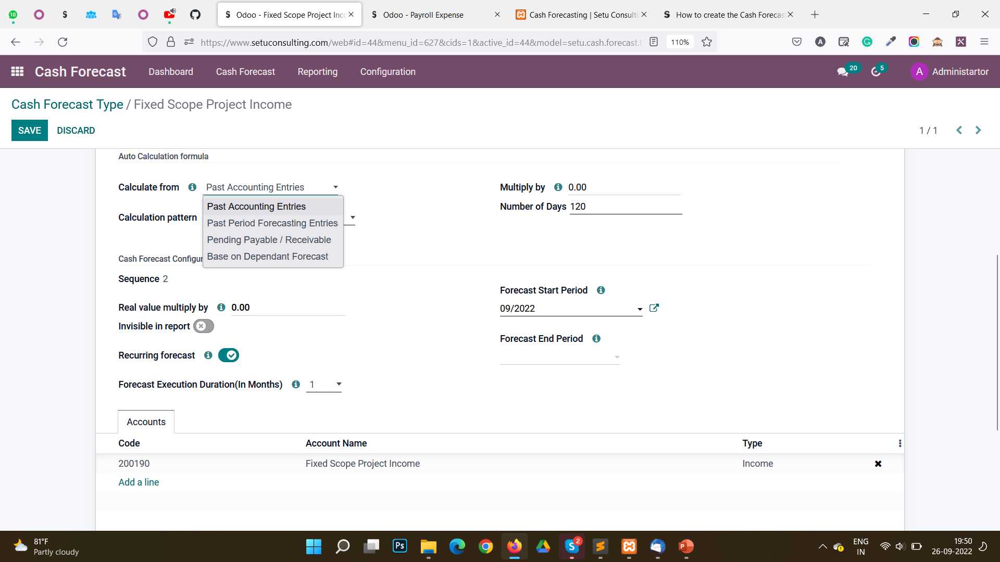 10
S
Odoo - Fixed Scope Project Inco
S
Odoo - Payroll Expense
Cash Forecasting | Setu Consulti
S
How to create the Cash Forecas
https://www.setuconsulting.com/web#id=44&menu_id=627&cids=1&active_id=44&model=setu.cash.forecast.t
110%
A
Cash Forecast
Dashboard
Cash Forecast
Reporting
Configuration
20
5
A
Administartor
Cash Forecast Type / Fixed Scope Project Income
SAVE
DISCARD
1 / 1
Auto Calculation formula
Calculate from
Past Accounting Entries
Multiply by
0.00
Past Accounting Entries
Number of Days
120
Calculation pattern
Past Period Forecasting Entries
Pending Payable / Receivable
Base on Dependant Forecast
Cash Forecast Configur
Sequence 2
Forecast Start Period
Real value multiply by
0.00
09/2022
Invisible in report
Forecast End Period
Recurring forecast
Forecast Execution Duration(In Months)
1
Accounts
Code
Account Name
Type
200190
Fixed Scope Project Income
Income
Add a line
81°F
Partly cloudy
Ps
S
2
S
P
ENG
IN
19:50
26-09-2022